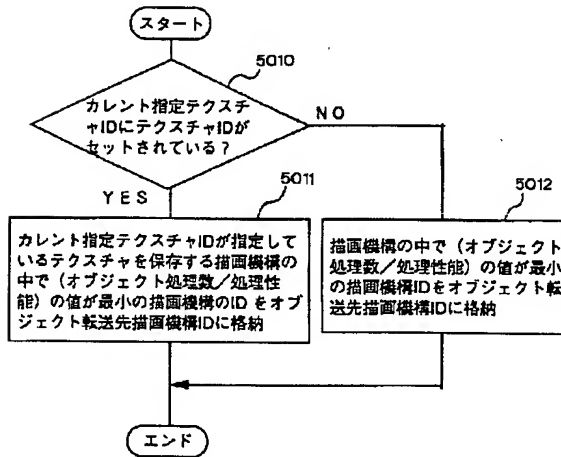 スタート
5010
カレント指定テクスチ
ャIDにテクスチャIDが
セットされている？
NO
YES
5011
カレント指定テクスチャIDが指定して
いるテクスチャを保存する描画機構の
中で（オブジェクト処理数／処理性
能）の値が最小の描画機構のIDをオブ
ジェクト転送先描画機構IDに格納
5012
描画機構の中で（オブジェクト
処理数／処理性能）の値が最小
の描画機構IDをオブジェクト転
送先描画機構IDに格納
エンド